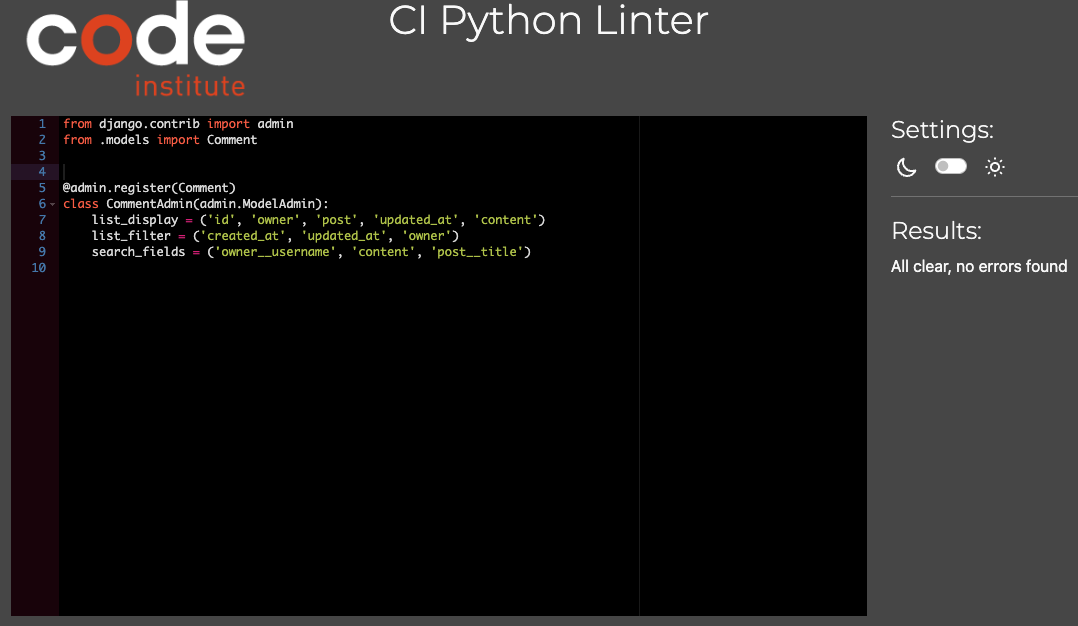 code
institute
CI Python Linter
1 from django.contrib import admin
2 from .models import Comment
3
4
5 @admin.register(Comment)
6 class CommentAdmin(admin.ModelAdmin):
7     list_display = ('id', 'owner', 'post', 'updated_at', 'content')
8     list_filter = ('created_at', 'updated_at', 'owner')
9     search_fields = ('owner__username', 'content', 'post__title')
10
Settings:
Results:
All clear, no errors found